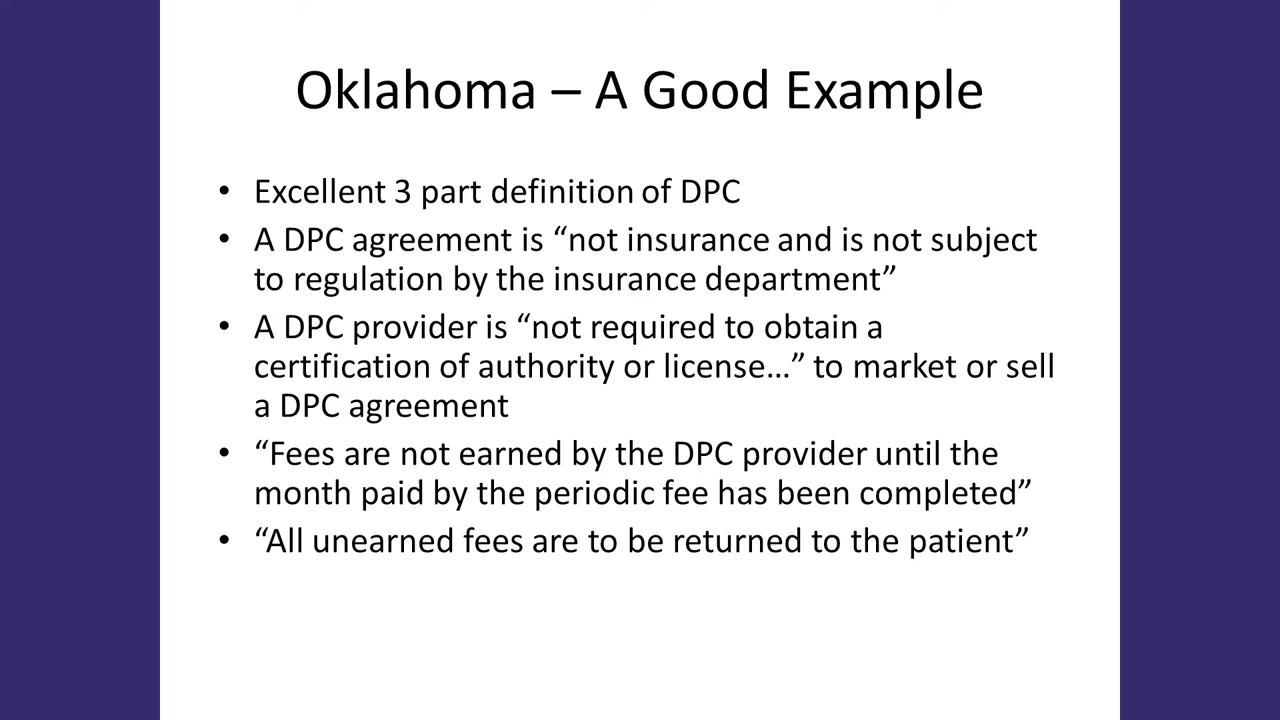 Oklahoma – A Good Example
• Excellent 3 part definition of DPC
• A DPC agreement is “not insurance and is not subject
to regulation by the insurance department”
• A DPC provider is “not required to obtain a
certification of authority or license…” to market or sell
a DPC agreement
• “Fees are not earned by the DPC provider until the
month paid by the periodic fee has been completed”
• “All unearned fees are to be returned to the patient”